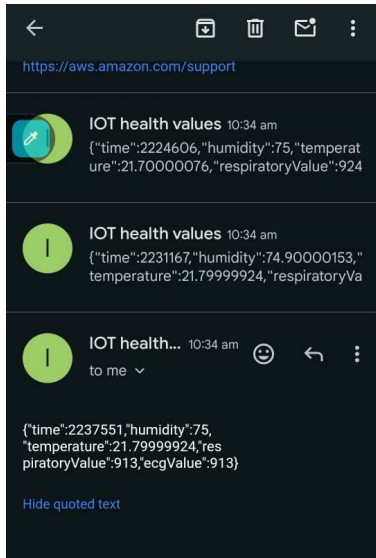 https://aws.amazon.com/support
IOT health values 10:34 am
{"time":2224606,"humidity":75,"temperat
ure":21.70000076,"respiratoryValue":924
I
IOT health values 10:34 am
{"time":2231167,"humidity":74.90000153,"
temperature":21.79999924,"respiratoryVa
I
IOT health... 10:34 am
to me
{"time":2237551,"humidity":75,
"temperature":21.79999924,"res
piratoryValue":913,"ecgValue":913}
Hide quoted text